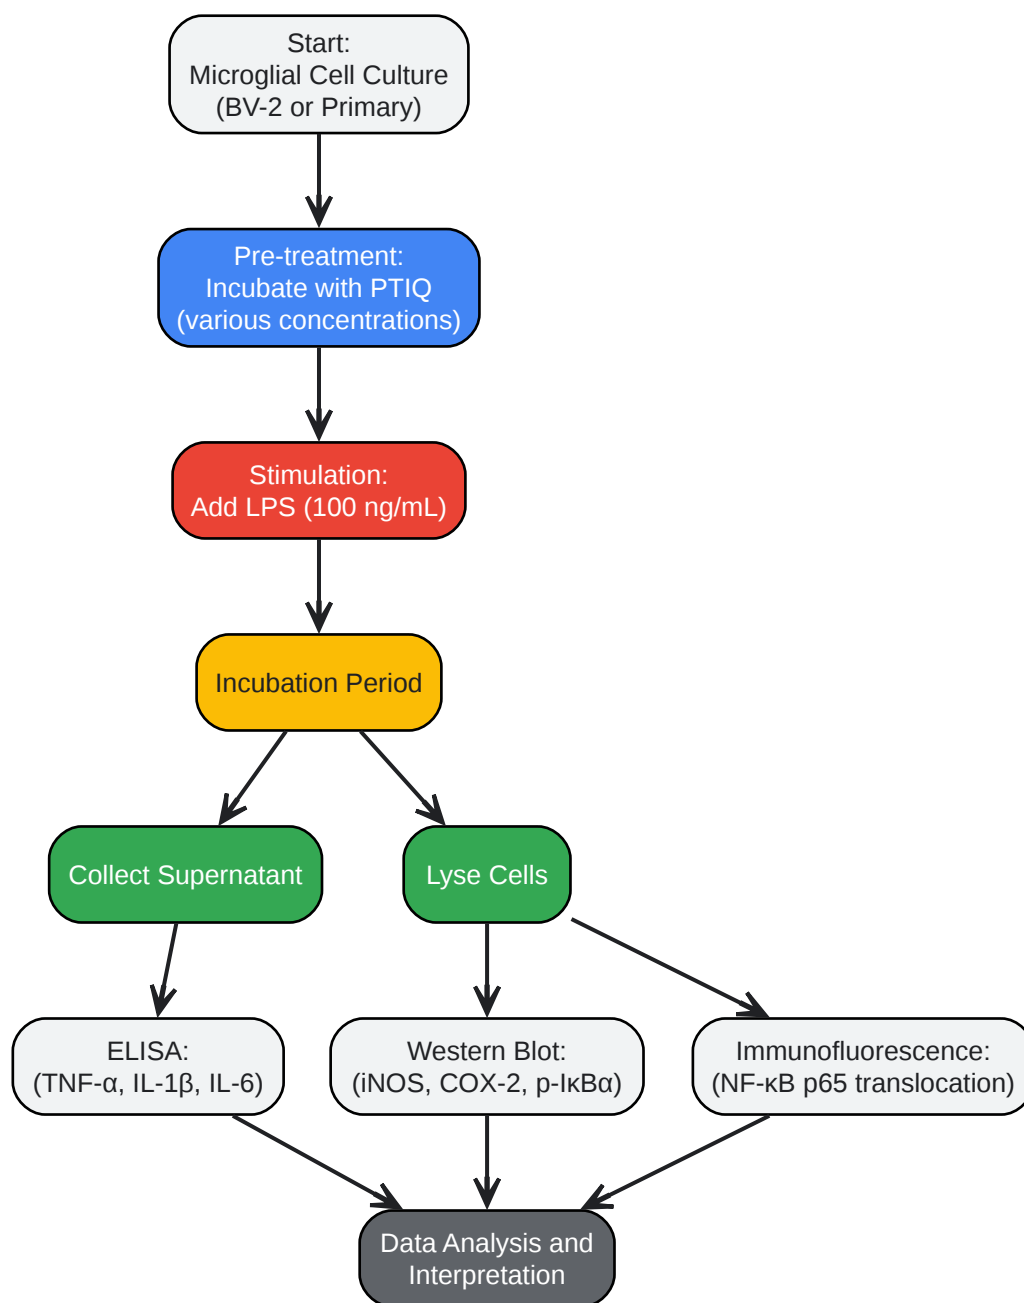 Start:
Microglial Cell Culture
(BV-2 or Primary)
Pre-treatment:
Incubate with PTIQ
(various concentrations)
Stimulation:
Add LPS (100 ng/mL)
Incubation Period
Collect Supernatant
Lyse Cells
ELISA:
(TNF-α, IL-1β, IL-6)
Western Blot:
(iNOS, COX-2, p-IκBα)
Immunofluorescence:
(NF-κB p65 translocation)
Data Analysis and
Interpretation